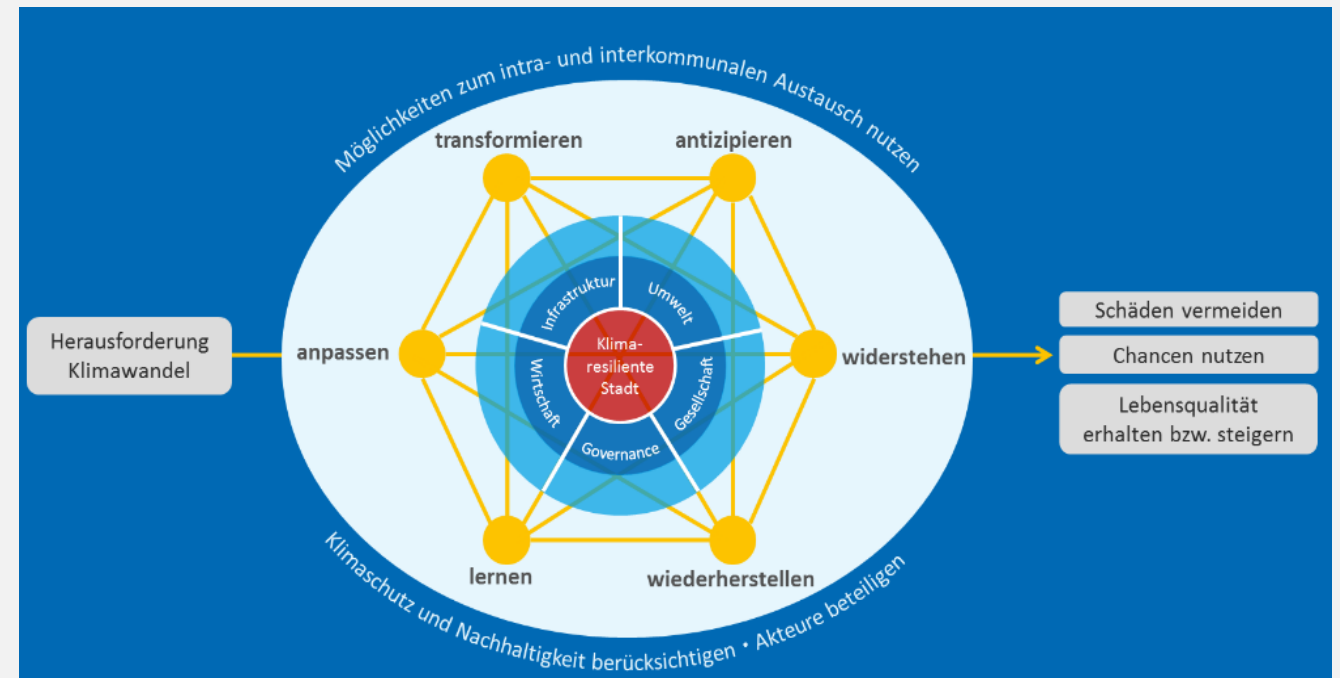 Möglichkeiten zum intra- und interkommunalen Austausch nutzen
transformieren
antizipieren
Infrastruktur
Umwelt
Herausforderung
Klimawandel
anpassen
Klima-
resiliente
Stadt
widerstehen
Wirtschaft
Gesellschaft
Governance
Schäden vermeiden
Chancen nutzen
Lebensqualität
erhalten bzw. steigern
lernen
wiederherstellen
Klimaschutz und Nachhaltigkeit berücksichtigen • Akteure beteiligen